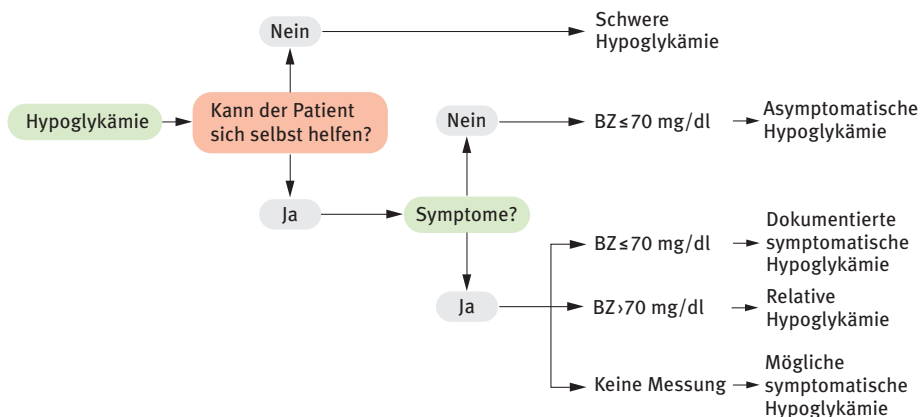 Nein
Schwere
Hypoglykämie
Hypoglykämie
Kann der Patient
sich selbst helfen?
Nein
BZ≤70 mg/dl
Asymptomatische
Hypoglykämie
Ja
Symptome?
BZ≤70 mg/dl
Dokumentierte
symptomatische
Hypoglykämie
Ja
BZ›70 mg/dl
Relative
Hypoglykämie
Keine Messung
Mögliche
symptomatische
Hypoglykämie